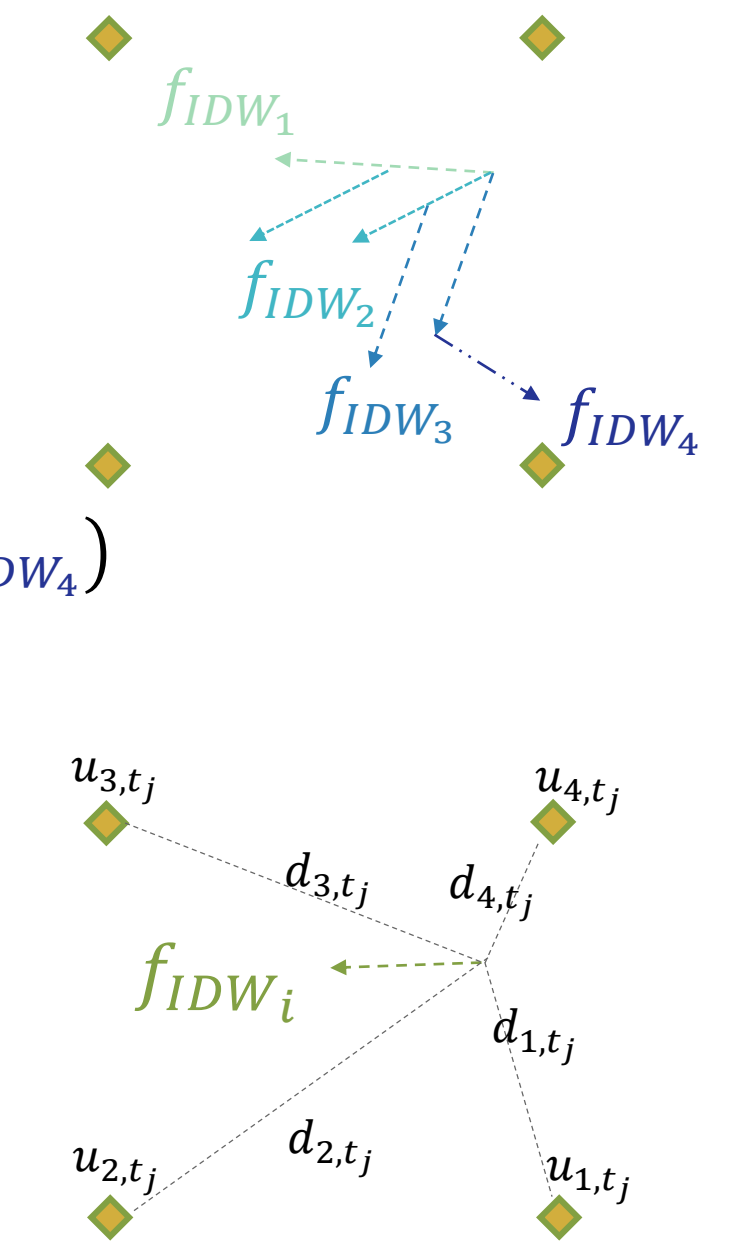 f_{IDW_1}
f_{IDW_2}
f_{IDW_3}
f_{IDW_4}
DW_4)
u_{3,t_j}
u_{4,t_j}
d_{3,t_j}
d_{4,t_j}
f_{IDW_i}
d_{1,t_j}
d_{2,t_j}
u_{2,t_j}
u_{1,t_j}